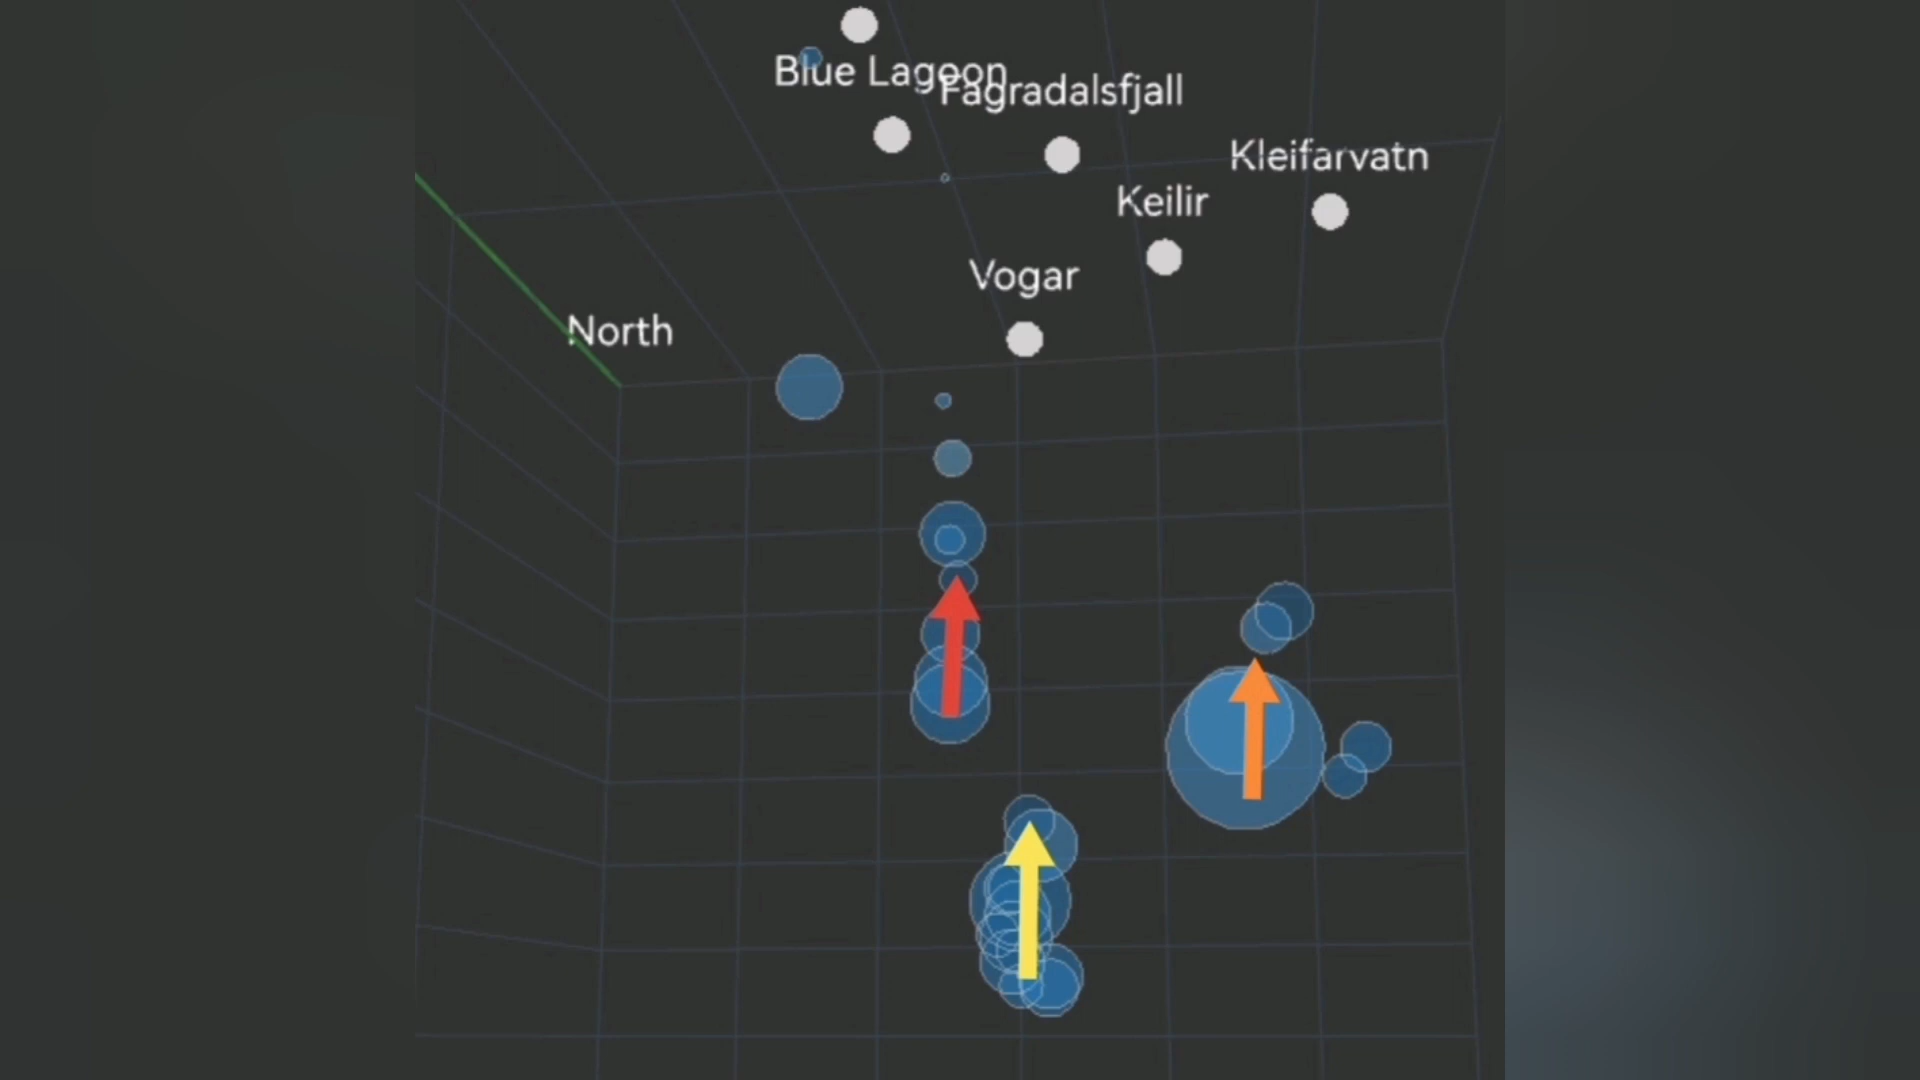 Blue Lagoon
Fagradalsfjall
Kleifarvatn
Keilir
Vogar
North